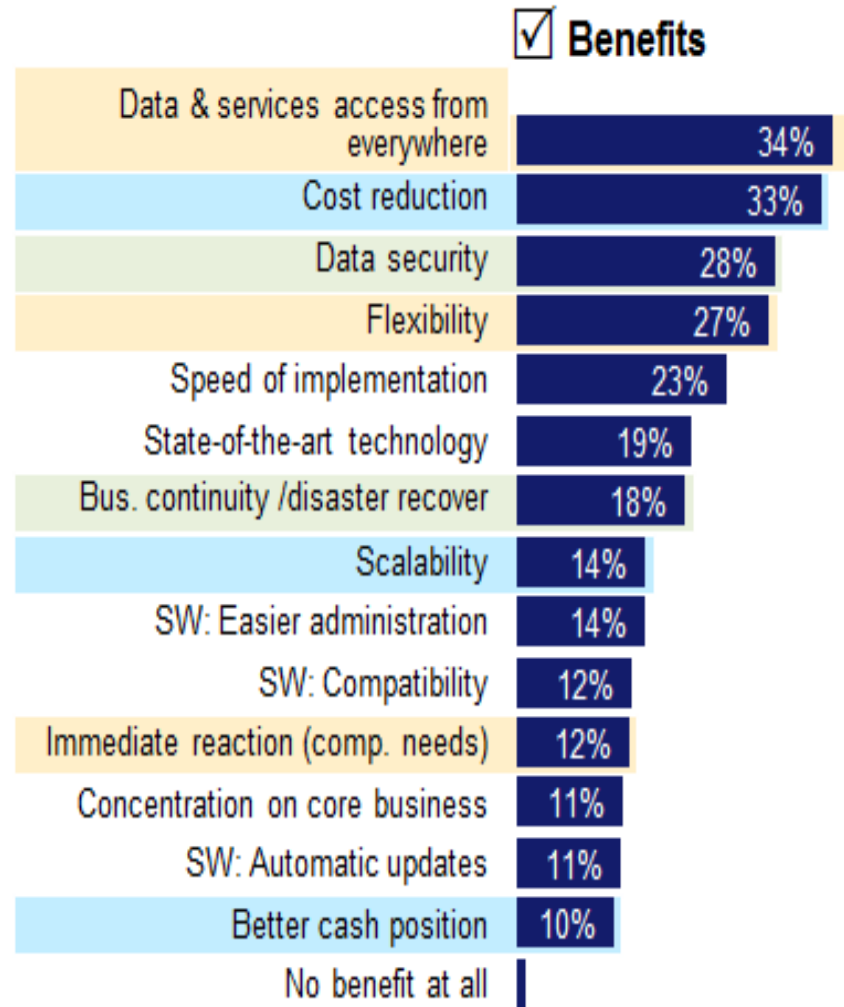 ☑ Benefits
Data & services access from
everywhere 34%
Cost reduction 33%
Data security 28%
Flexibility 27%
Speed of implementation 23%
State-of-the-art technology 19%
Bus. continuity /disaster recover 18%
Scalability 14%
SW: Easier administration 14%
SW: Compatibility 12%
Immediate reaction (comp. needs) 12%
Concentration on core business 11%
SW: Automatic updates 11%
Better cash position 10%
No benefit at all